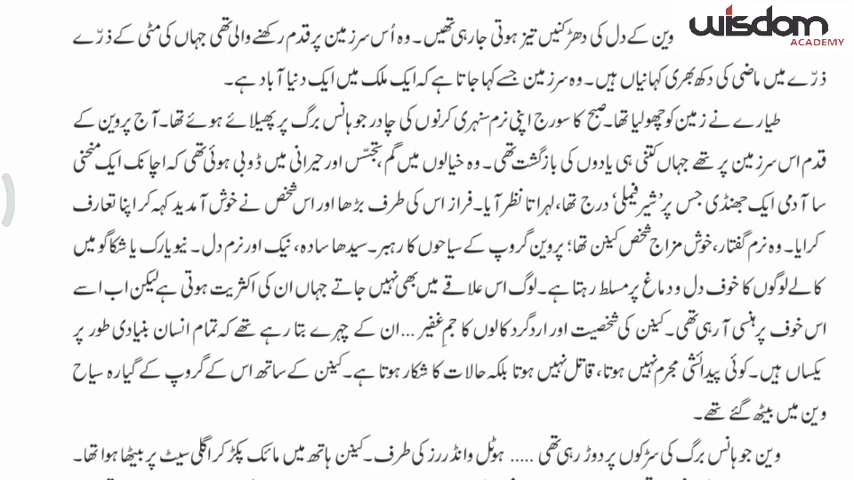 wisdom
ACADEMY
وین کے دل کی دھڑکنیں تیز ہوتی جا رہی تھیں۔ وہ اُس سرزمین پر قدم رکھنے والی تھی جہاں کی مٹی کے ذرّے
ذرّے میں ماضی کی دکھ بھری کہانیاں ہیں۔ وہ سرزمین جسے کہا جاتا ہے کہ ایک ملک میں ایک دنیا آباد ہے۔
طیارے نے زمین کو چھو لیا تھا۔ صبح کا سورج اپنی نرم سنہری کرنوں کی چادر جوہانس برگ پر پھیلائے ہوئے تھا۔ آج پروین کے
قدم اس سرزمین پر تھے جہاں کتنی ہی یادوں کی بازگشت تھی۔ وہ خیالوں میں گم، تجسّس اور حیرانی میں ڈوبی ہوئی تھی کہ اچانک ایک منحنی
سا آدمی ایک جھنڈی جس پر ’شیر فیملی‘ درج تھا، لہراتا نظر آیا۔ فراز اس کی طرف بڑھا اور اس شخص نے خوش آمدید کہہ کر اپنا تعارف
کرایا۔ وہ نرم گفتار، خوش مزاج شخص کینن تھا؛ پروین گروپ کے سیاحوں کا رہبر۔ سیدھا سادہ، نیک اور نرم دل۔ نیویارک یا شکاگو میں
کالے لوگوں کا خوف دل و دماغ پر مسلط رہتا ہے۔ لوگ اس علاقے میں بھی نہیں جاتے جہاں ان کی اکثریت ہوتی ہے لیکن اب اسے
اس خوف پر ہنسی آ رہی تھی۔ کینن کی شخصیت اور ارد گرد کالوں کا جمِ غفیر ... ان کے چہرے بتا رہے تھے کہ تمام انسان بنیادی طور پر
یکساں ہیں۔ کوئی پیدائشی مجرم نہیں ہوتا، قاتل نہیں ہوتا بلکہ حالات کا شکار ہوتا ہے۔ کینن کے ساتھ اس کے گروپ کے گیارہ سیاح
وین میں بیٹھ گئے تھے۔
وین جوہانس برگ کی سڑکوں پر دوڑ رہی تھی ..... ہوٹل وانڈررز کی طرف۔ کینن ہاتھ میں مائک پکڑ کر اگلی سیٹ پر بیٹھا ہوا تھا۔